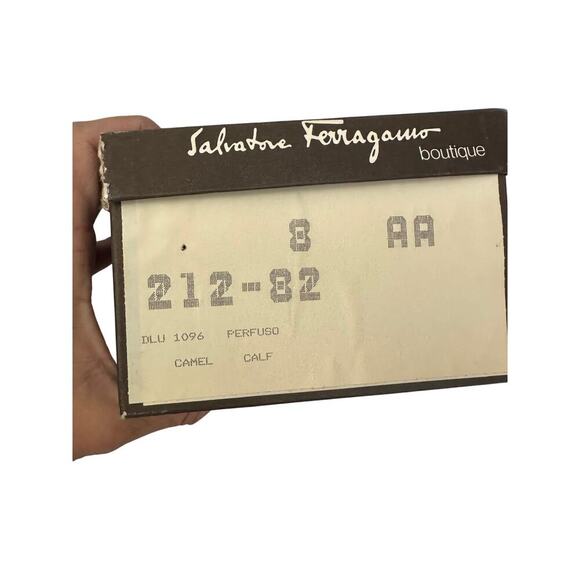 Salvatore Ferragamo
boutique
8 AA
212-82
DLU 1096 PERFUSO
CAMEL CALF